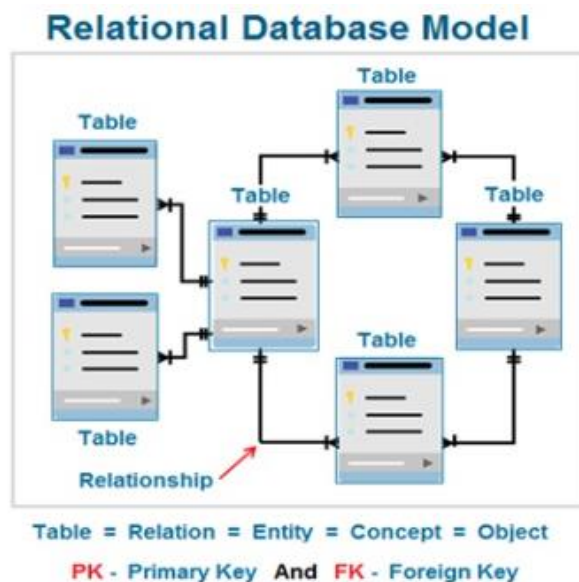 Relational Database Model
Table
Table
Table
Table
Table
Table
Relationship
Table = Relation = Entity = Concept = Object
PK - Primary Key And FK - Foreign Key